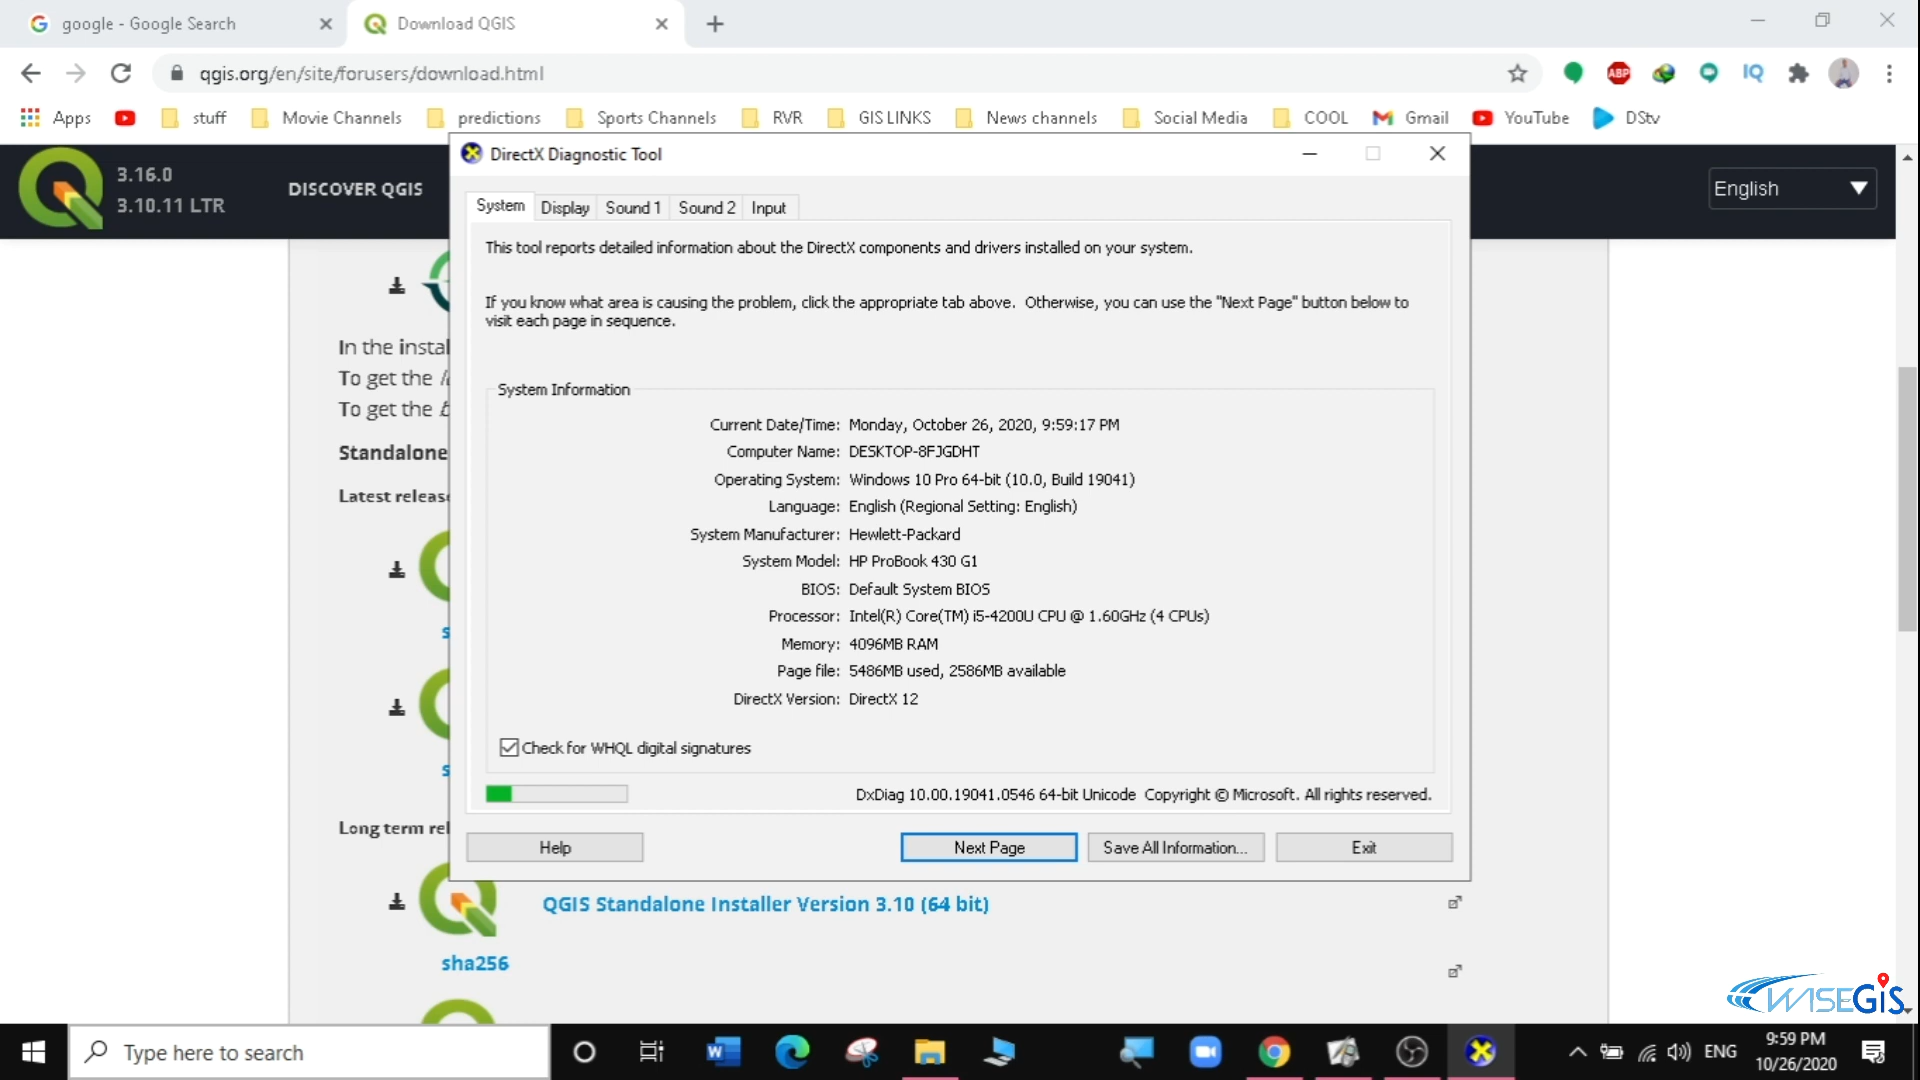 google - Google Search
Download QGIS
qgis.org/en/site/forusers/download.html
ABP
IQ
Apps
stuff
Movie Channels
predictions
Sports Channels
RVR
GIS LINKS
News channels
Social Media
COOL
Gmail
YouTube
DStv
3.16.0
3.10.11 LTR
DISCOVER QGIS
English
DirectX Diagnostic Tool
System
Display
Sound 1
Sound 2
Input
This tool reports detailed information about the DirectX components and drivers installed on your system.
If you know what area is causing the problem, click the appropriate tab above.  Otherwise, you can use the "Next Page" button below to
visit each page in sequence.
In the
To get the
To get the
Standalone
Latest
System Information
Current Date/Time: Monday, October 26, 2020, 9:59:17 PM
Computer Name: DESKTOP-8FJGDHT
Operating System: Windows 10 Pro 64-bit (10.0, Build 19041)
Language: English (Regional Setting: English)
System Manufacturer: Hewlett-Packard
System Model: HP ProBook 430 G1
BIOS: Default System BIOS
Processor: Intel(R) Core(TM) i5-4200U CPU @ 1.60GHz (4 CPUs)
Memory: 4096MB RAM
Page file: 5486MB used, 2586MB available
DirectX Version: DirectX 12
Check for WHQL digital signatures
DxDiag 10.00.19041.0546 64-bit Unicode  Copyright © Microsoft. All rights reserved.
Long term
Help
Next Page
Save All Information...
Exit
QGIS Standalone Installer Version 3.10 (64 bit)
sha256
WISEGIS
Type here to search
ENG
9:59 PM
10/26/2020